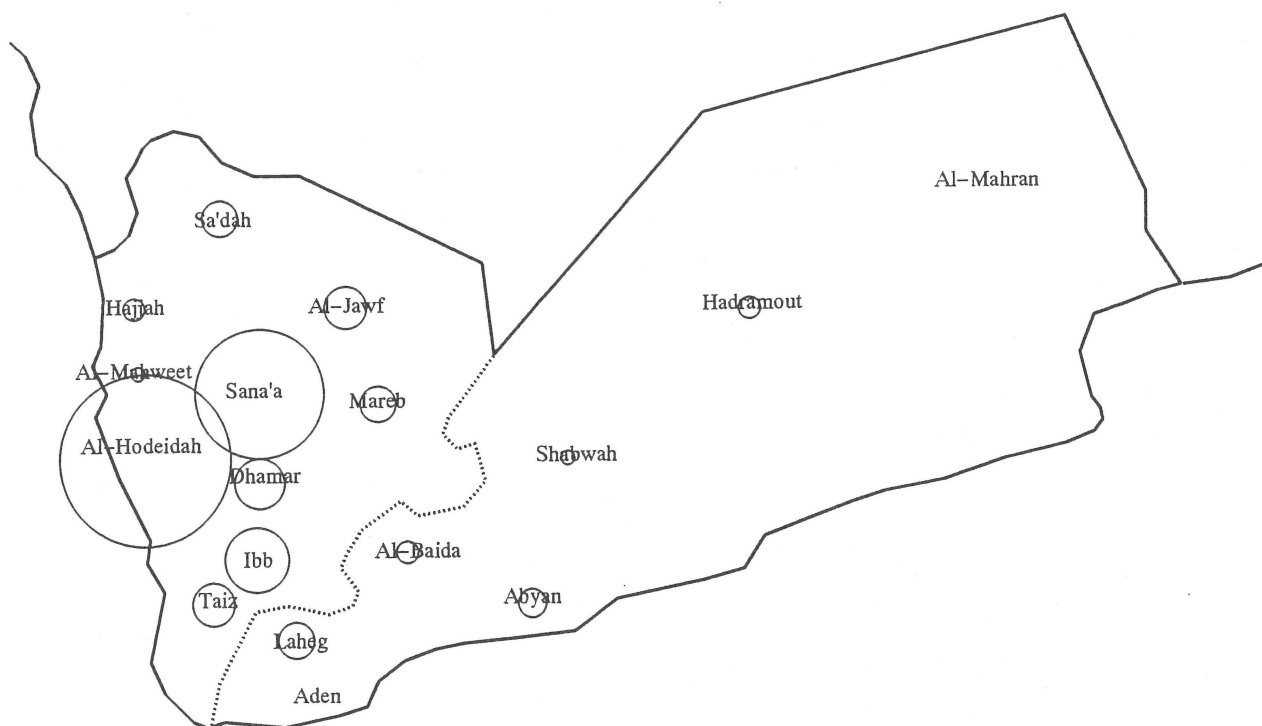 Al-Mahran
Sa'dah
Hajjah
Al-Jawf
Hadramout
Al-Mahweet
Sana'a
Mareb
Al-Hodeidah
Shabwah
Dhamar
Al-Baida
Ibb
Taiz
Abyan
Laheg
Aden